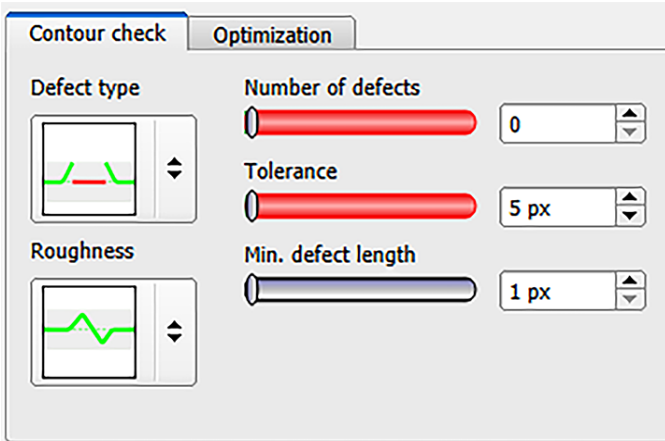 Contour check
Optimization
Defect type
Number of defects
0
Tolerance
5 px
Roughness
Min. defect length
1 px